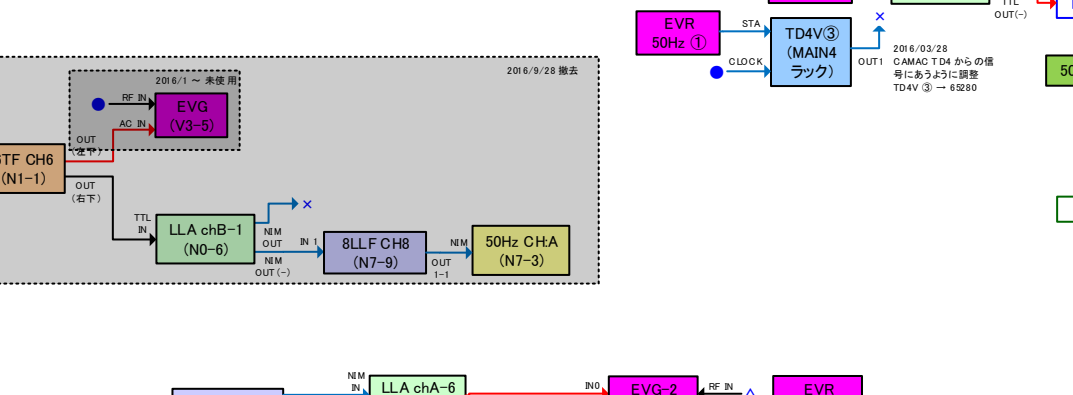 TTL
OUT(-)
EVR
50Hz ①
STA
CLOCK
TD4V③
(MAIN4
ラック)
×
OUT1
2016/03/28
CAMAC TD4 からの信
号にあうように調整
TD4V ③ → 65280
50
2016/9/28 撤去
2016/1 ～ 未使用
RF IN
AC IN
EVG
(V3-5)
OUT
(左下)
TF CH6
(N1-1)
OUT
(右下)
TTL
IN
LLA chB-1
(N0-6)
×
NIM
OUT
NIM
OUT(-)
IN 1
8LLF CH8
(N7-9)
NIM
OUT
1-1
50Hz CH:A
(N7-3)
NIM
IN
LLA chA-6
IN0
EVG-2
RF IN
EVR